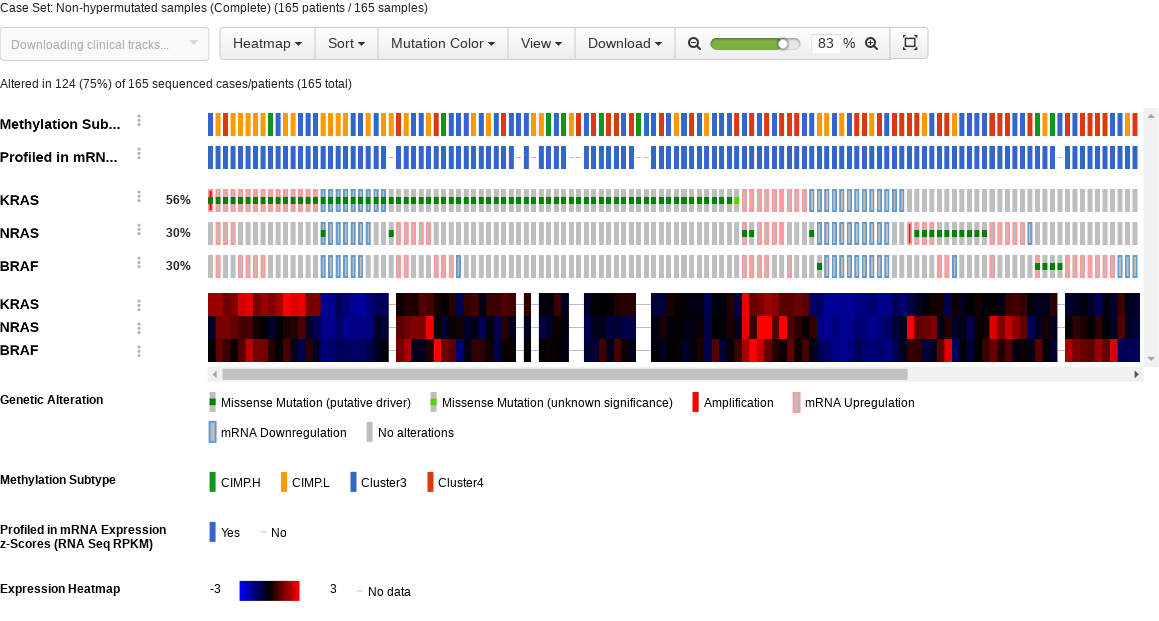 Case Set: Non-hypermutated samples (Complete) (165 patients / 165 samples)
Downloading clinical tracks...
Heatmap Sort Mutation Color View Download 83 %
Altered in 124 (75%) of 165 sequenced cases/patients (165 total)
Methylation Sub...
Profiled in mRN...
KRAS 56%
NRAS 30%
BRAF 30%
KRAS
NRAS
BRAF
Genetic Alteration Missense Mutation (putative driver) Missense Mutation (unknown significance) Amplification mRNA Upregulation
mRNA Downregulation No alterations
Methylation Subtype CIMP.H CIMP.L Cluster3 Cluster4
Profiled in mRNA Expression
z-Scores (RNA Seq RPKM) Yes No
Expression Heatmap -3 3 No data